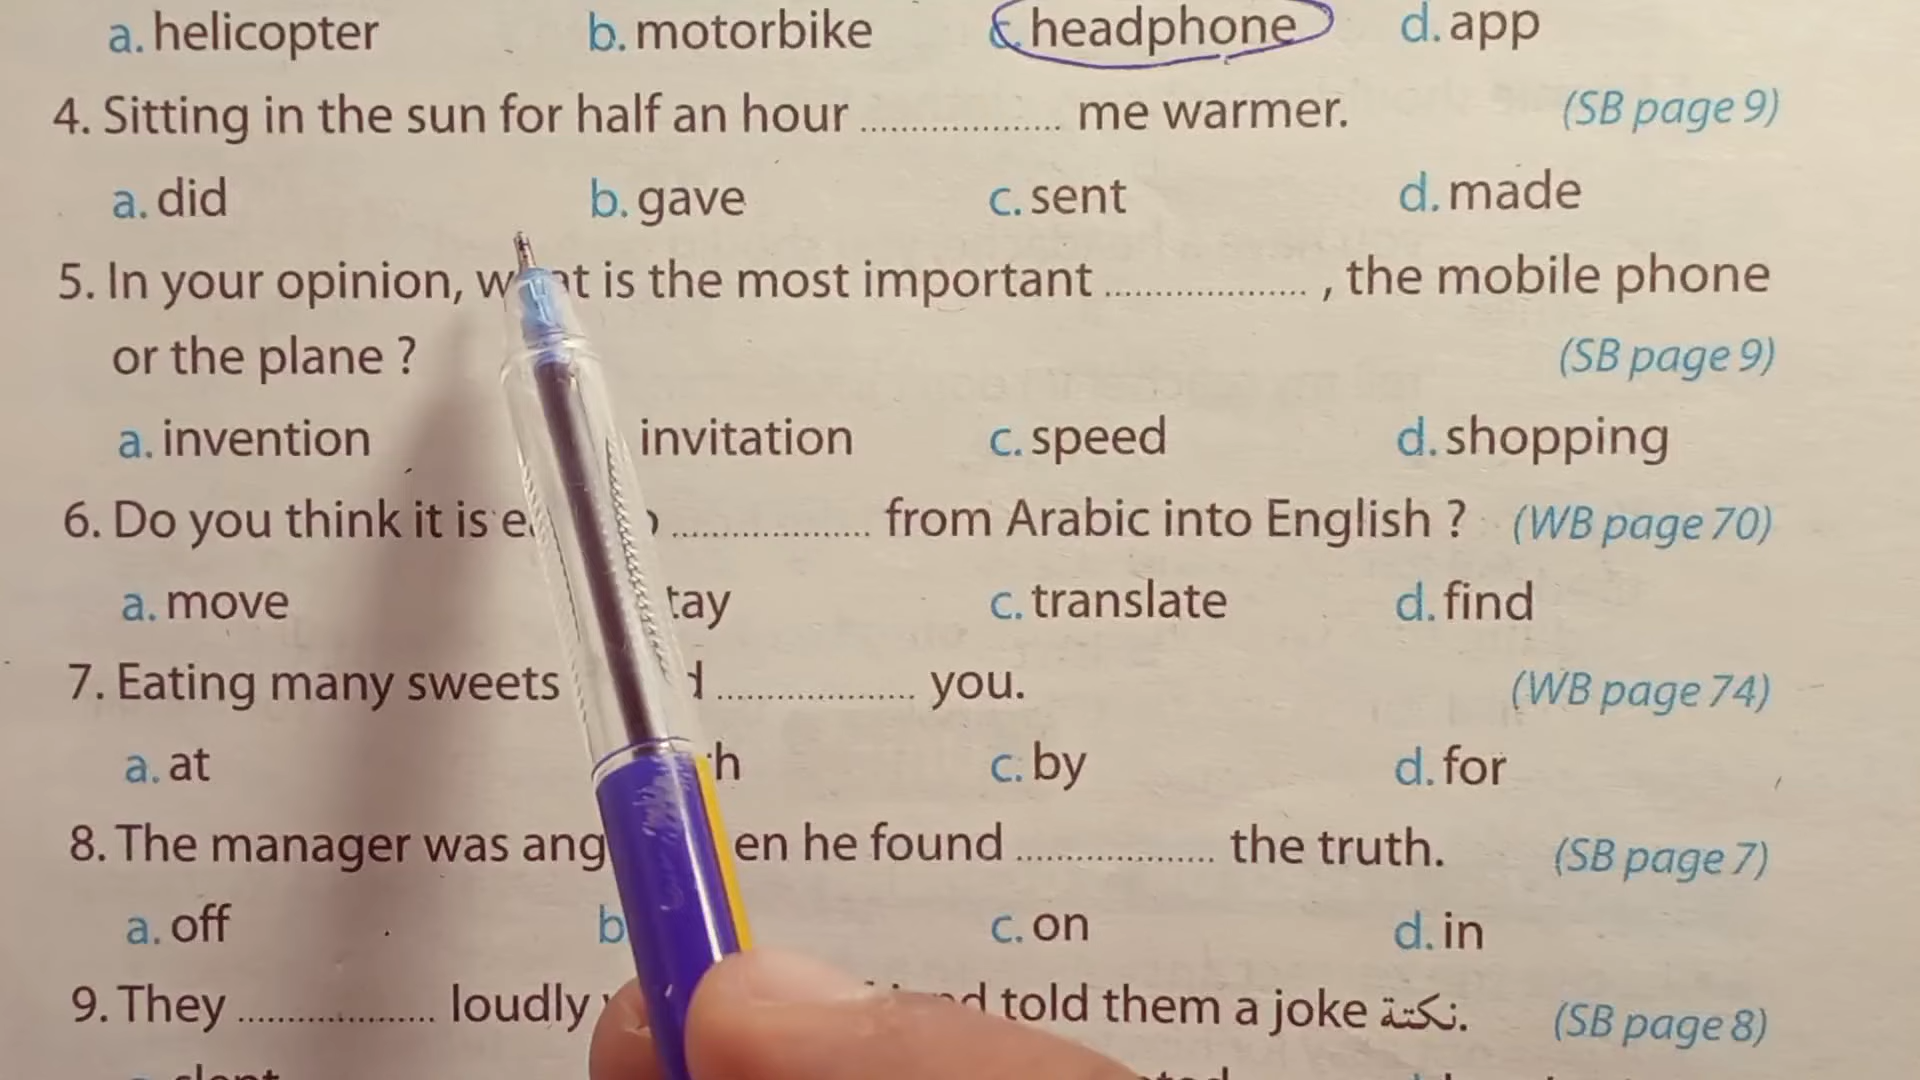 a. helicopter b. motorbike c. headphone d. app
4. Sitting in the sun for half an hour .................... me warmer. (SB page 9)
a. did b. gave c. sent d. made
5. In your opinion, what is the most important .................... , the mobile phone
or the plane ? (SB page 9)
a. invention invitation c. speed d. shopping
6. Do you think it is .................... from Arabic into English ? (WB page 70)
a. move c. translate d. find
7. Eating many sweets .................... you. (WB page 74)
a. at c. by d. for
8. The manager was he found .................... the truth. (SB page 7)
a. off b c. on d. in
9. They .................... loudly told them a joke نكتة. (SB page 8)